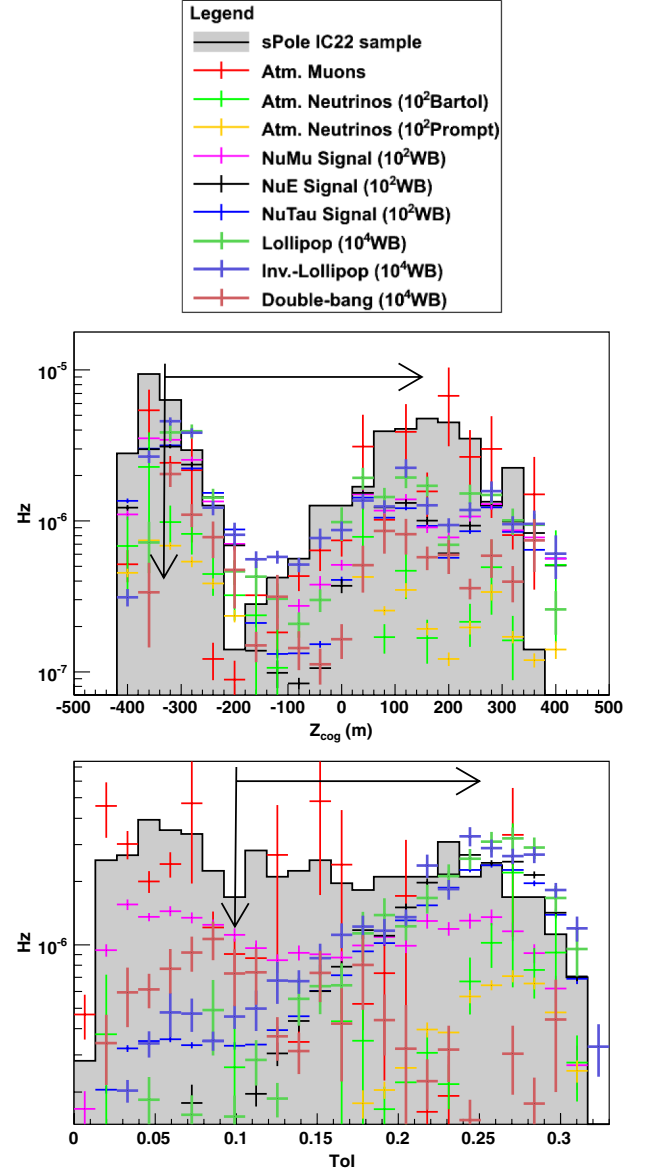 Legend
sPole IC22 sample
Atm. Muons
Atm. Neutrinos (10²Bartol)
Atm. Neutrinos (10²Prompt)
NuMu Signal (10²WB)
NuE Signal (10²WB)
NuTau Signal (10²WB)
Lollipop (10⁴WB)
Inv.-Lollipop (10⁴WB)
Double-bang (10⁴WB)
10⁻⁵
10⁻⁶
10⁻⁷
Hz
-500 -400 -300 -200 -100 0 100 200 300 400 500
Z_cog (m)
10⁻⁶
Hz
0 0.05 0.1 0.15 0.2 0.25 0.3
ToI